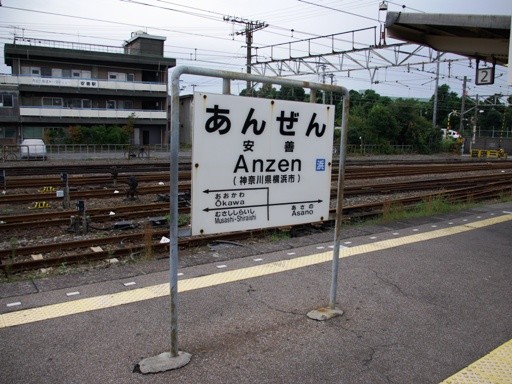 あんぜん
安善
Anzen
浜
(神奈川県横浜市)
おおかわ
Ōkawa
むさししらいし
Musashi-Shiraishi
あさの
Asano
2